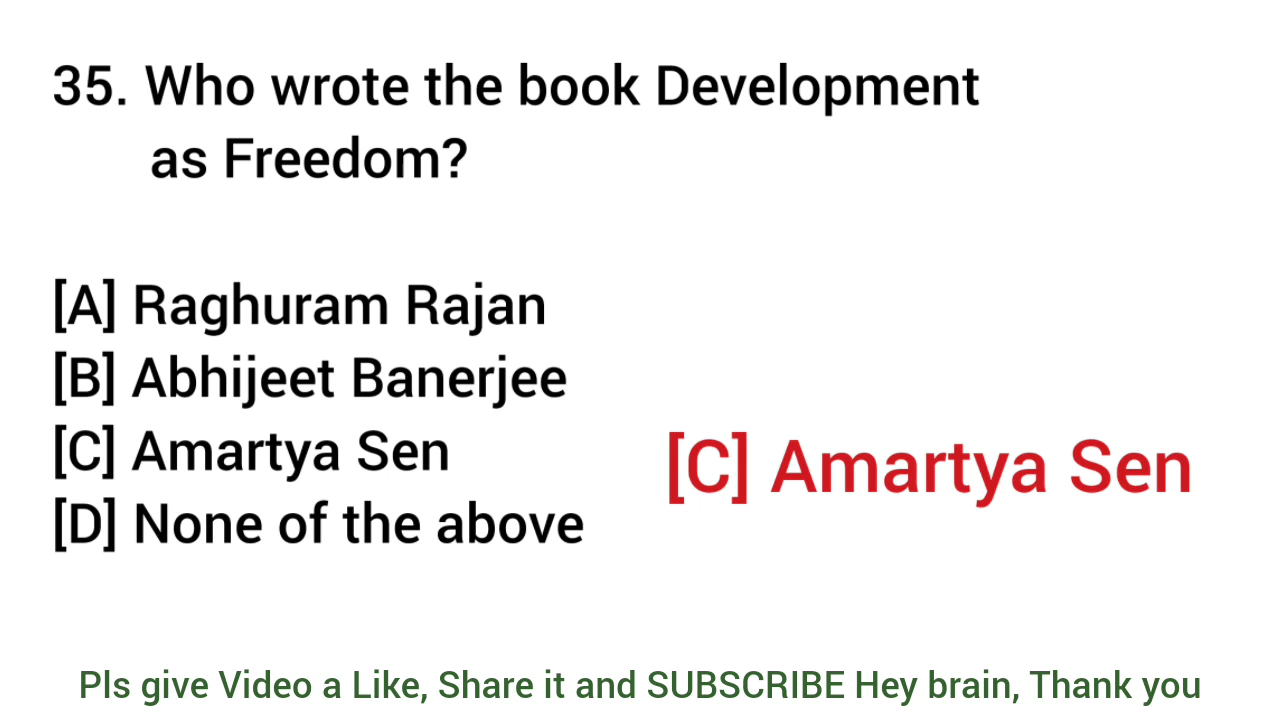 35. Who wrote the book Development
as Freedom?
[A] Raghuram Rajan
[B] Abhijeet Banerjee
[C] Amartya Sen
[D] None of the above
[C] Amartya Sen
Pls give Video a Like, Share it and SUBSCRIBE Hey brain, Thank you